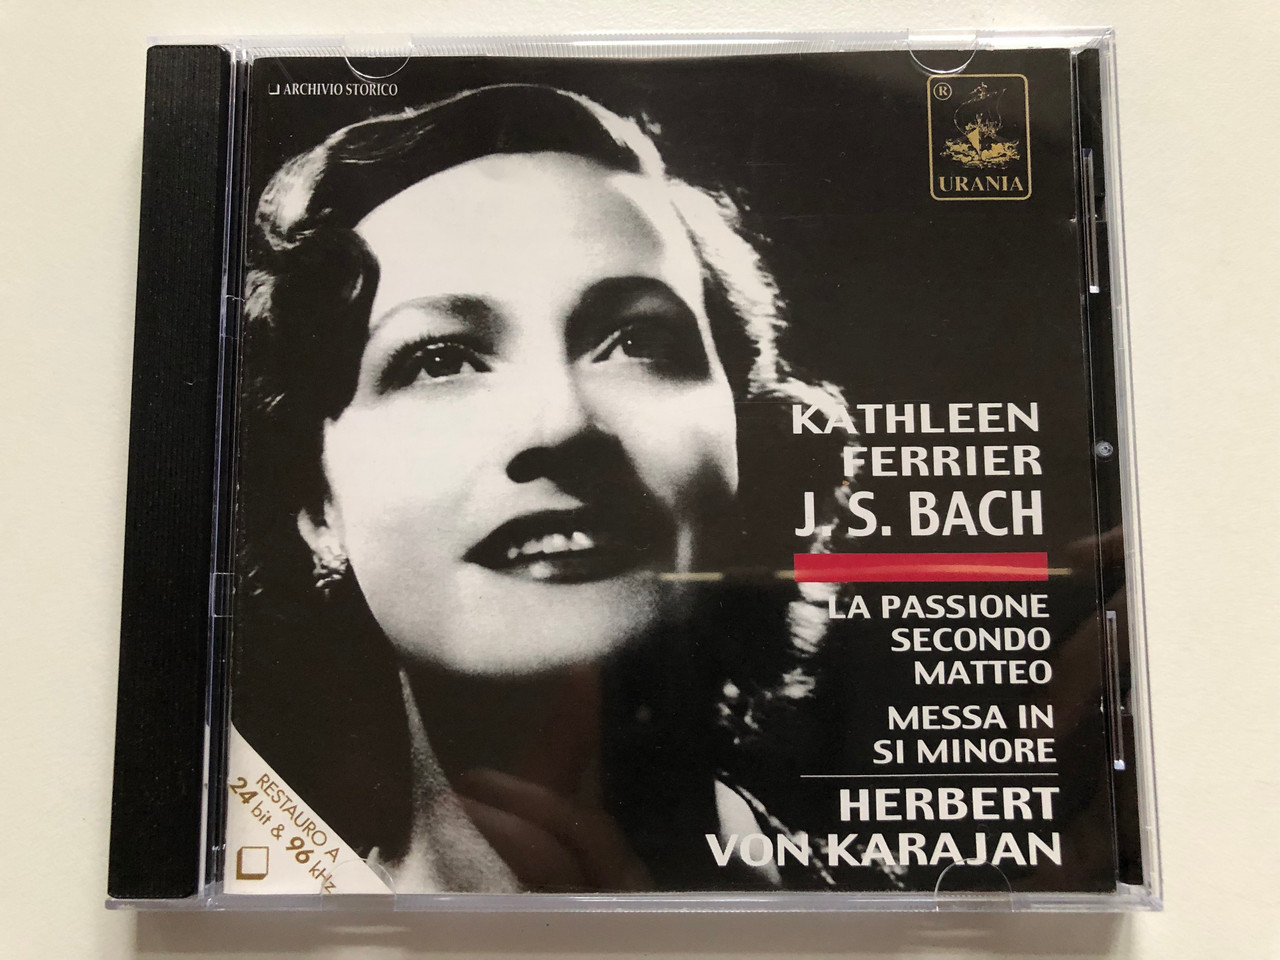 ❏ ARCHIVIO STORICO
®
URANIA
KATHLEEN
FERRIER
J. S. BACH
LA PASSIONE
SECONDO
MATTEO
MESSA IN
SI MINORE
HERBERT
VON KARAJAN
RESTAURO A
24 bit & 96 kHz